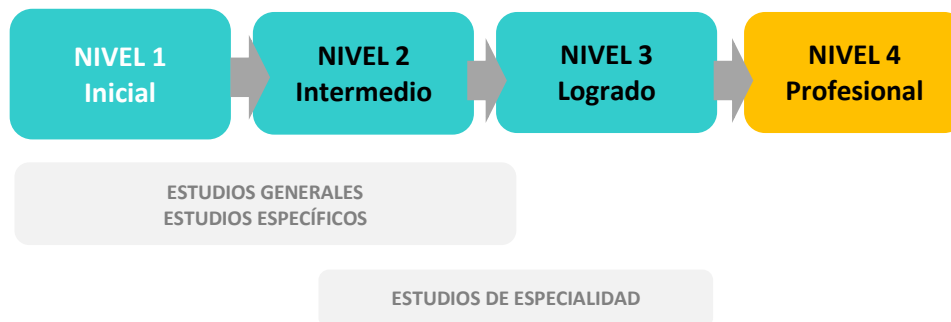 NIVEL 1
Inicial
NIVEL 2
Intermedio
NIVEL 3
Logrado
NIVEL 4
Profesional
ESTUDIOS GENERALES
ESTUDIOS ESPECÍFICOS
ESTUDIOS DE ESPECIALIDAD